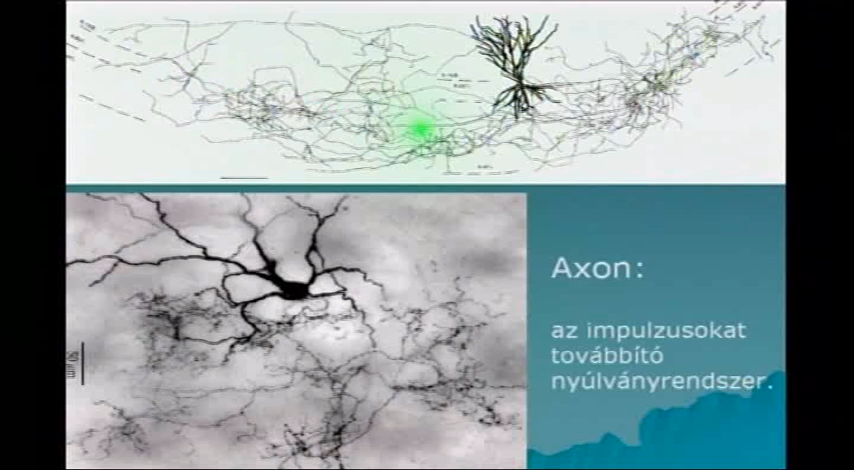 Axon:
az impulzusokat
továbbító
nyúlványrendszer.